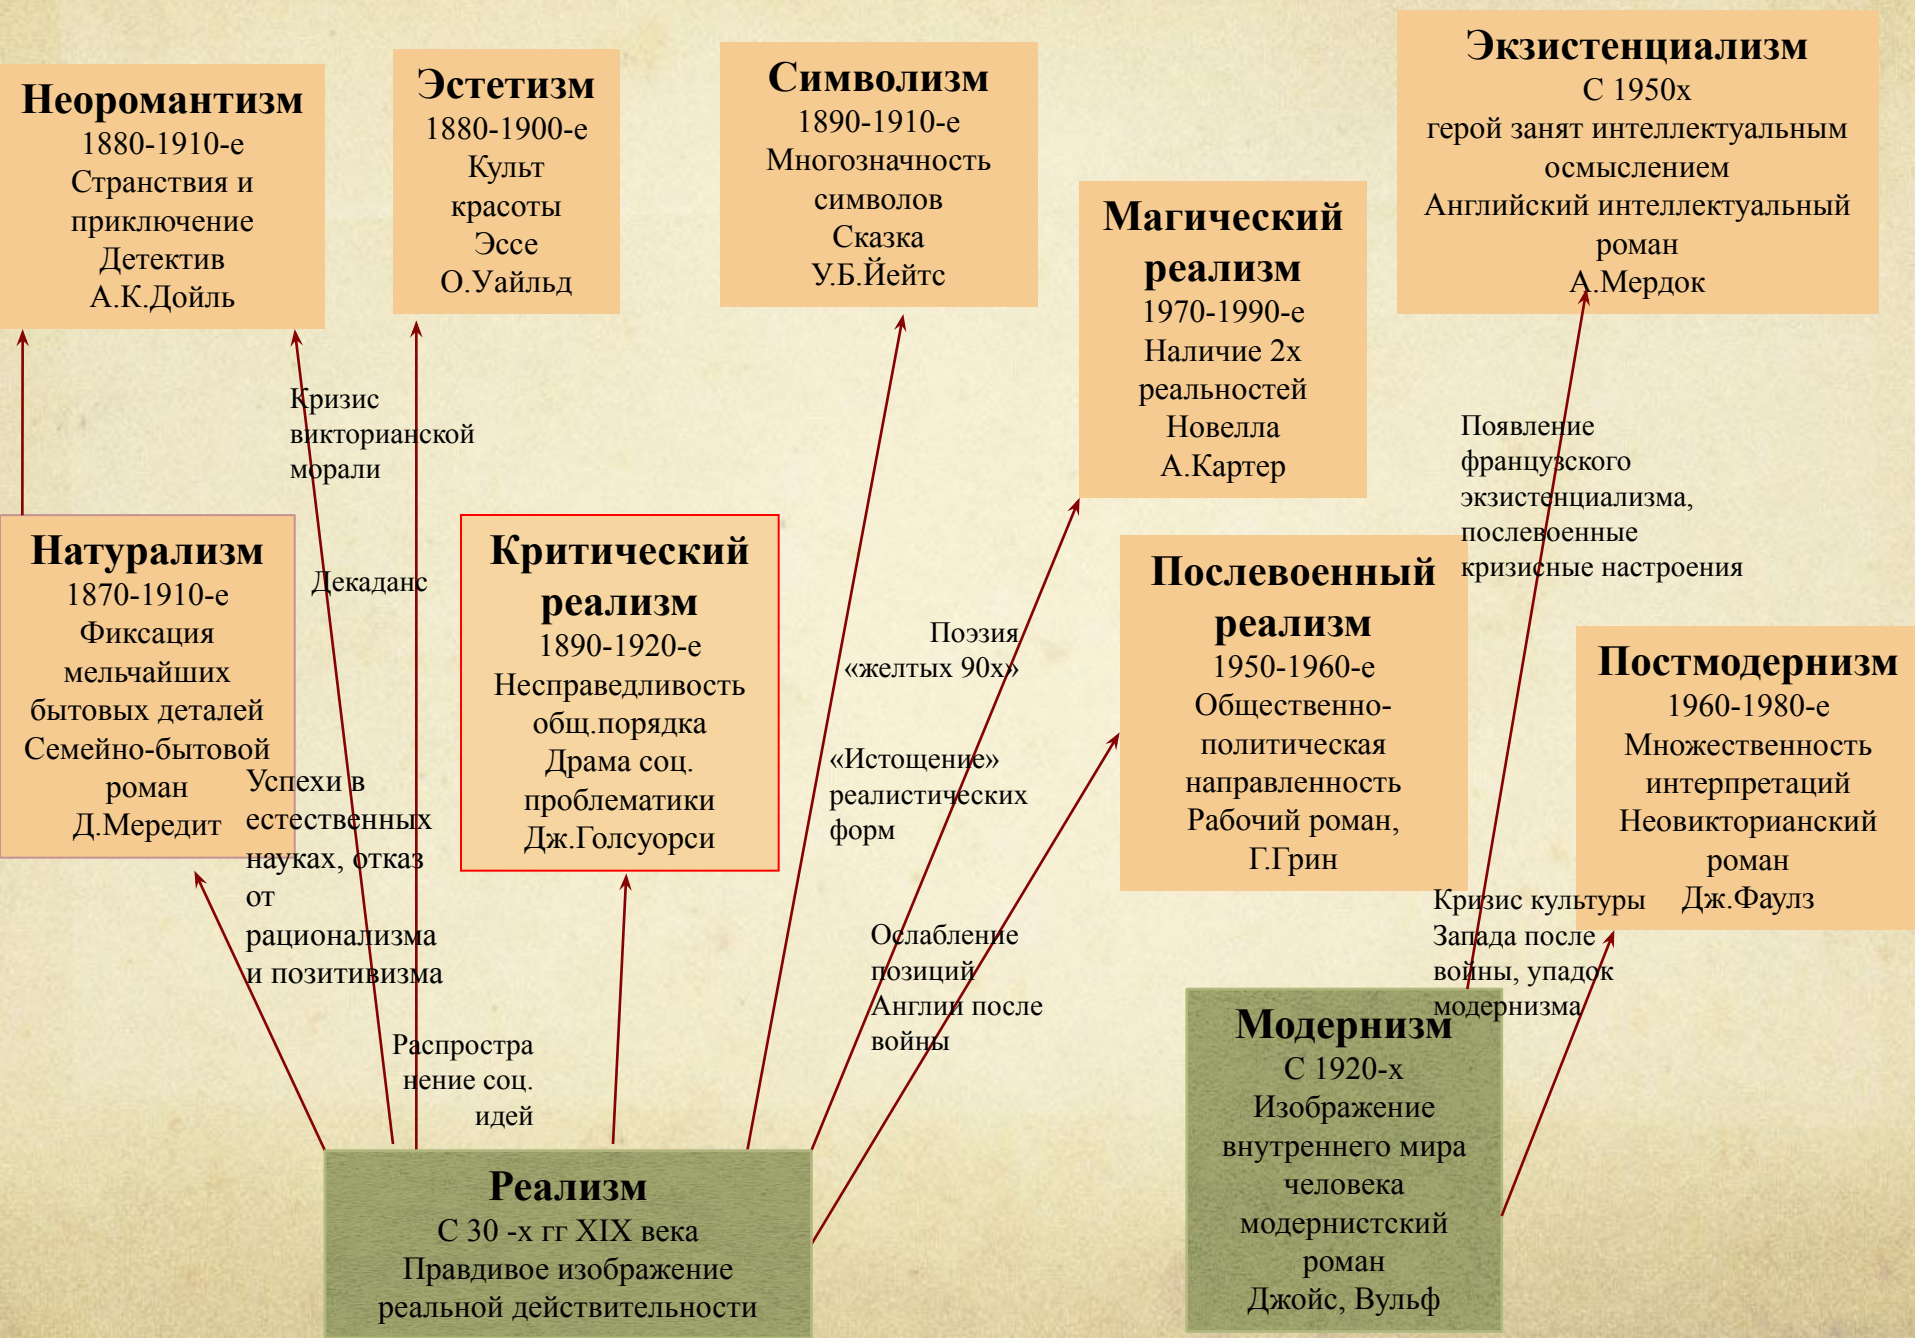 Неоромантизм
1880-1910-е
Странствия и
приключение
Детектив
А.К.Дойль
Эстетизм
1880-1900-е
Культ
красоты
Эссе
О.Уайльд
Символизм
1890-1910-е
Многозначность
символов
Сказка
У.Б.Йейтс
Магический
реализм
1970-1990-е
Наличие 2х
реальностей
Новелла
А.Картер
Экзистенциализм
С 1950х
герой занят интеллектуальным
осмыслением
Английский интеллектуальный
роман
А.Мердок
Кризис
викторианской
морали
Появление
французского
экзистенциализма,
послевоенные
кризисные настроения
Натурализм
1870-1910-е
Фиксация
мельчайших
бытовых деталей
Семейно-бытовой
роман
Д.Мередит
Декаданс
Критический
реализм
1890-1920-е
Несправедливость
общ.порядка
Драма соц.
проблематики
Дж.Голсуорси
Поэзия
«желтых 90х»
Послевоенный
реализм
1950-1960-е
Общественно-
политическая
направленность
Рабочий роман,
Г.Грин
Постмодернизм
1960-1980-е
Множественность
интерпретаций
Неовикторианский
роман
Дж.Фаулз
Успехи в
естественных
науках, отказ
от
рационализма
и позитивизма
«Истощение»
реалистических
форм
Ослабление
позиций
Англии после
войны
Кризис культуры
Запада после
войны, упадок
модернизма
Распростра
нение соц.
идей
Реализм
С 30 -х гг XIX века
Правдивое изображение
реальной действительности
Модернизм
С 1920-х
Изображение
внутреннего мира
человека
модернистский
роман
Джойс, Вульф